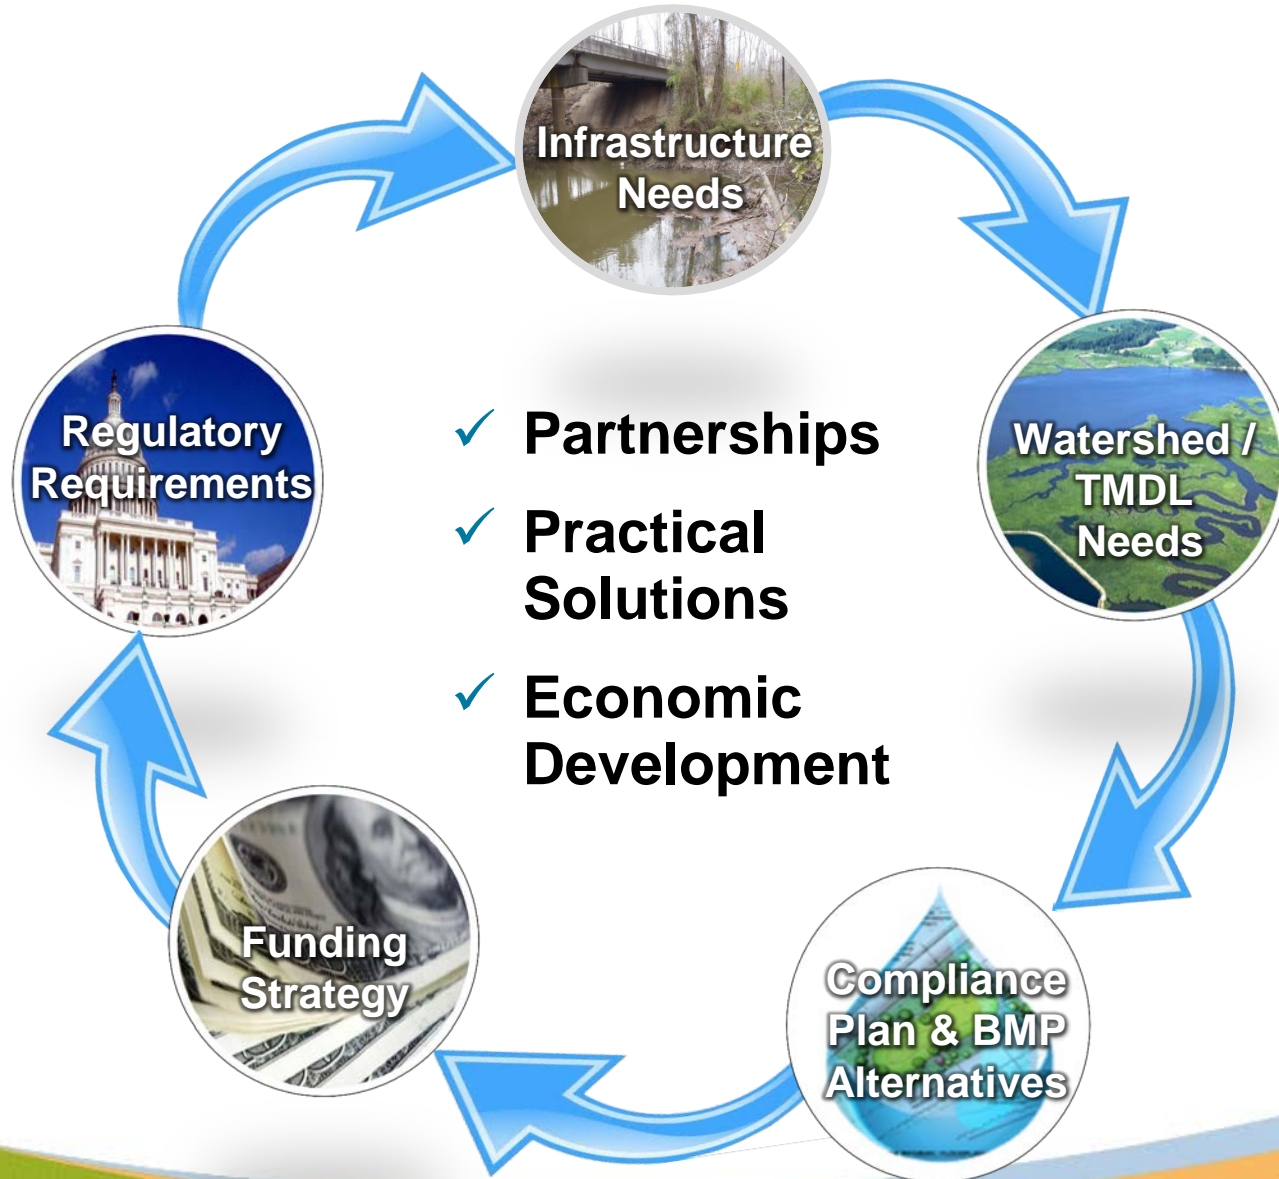 Infrastructure
Needs
Regulatory
Requirements
Watershed /
TMDL
Needs
✓ Partnerships
✓ Practical
Solutions
✓ Economic
Development
Funding
Strategy
Compliance
Plan & BMP
Alternatives